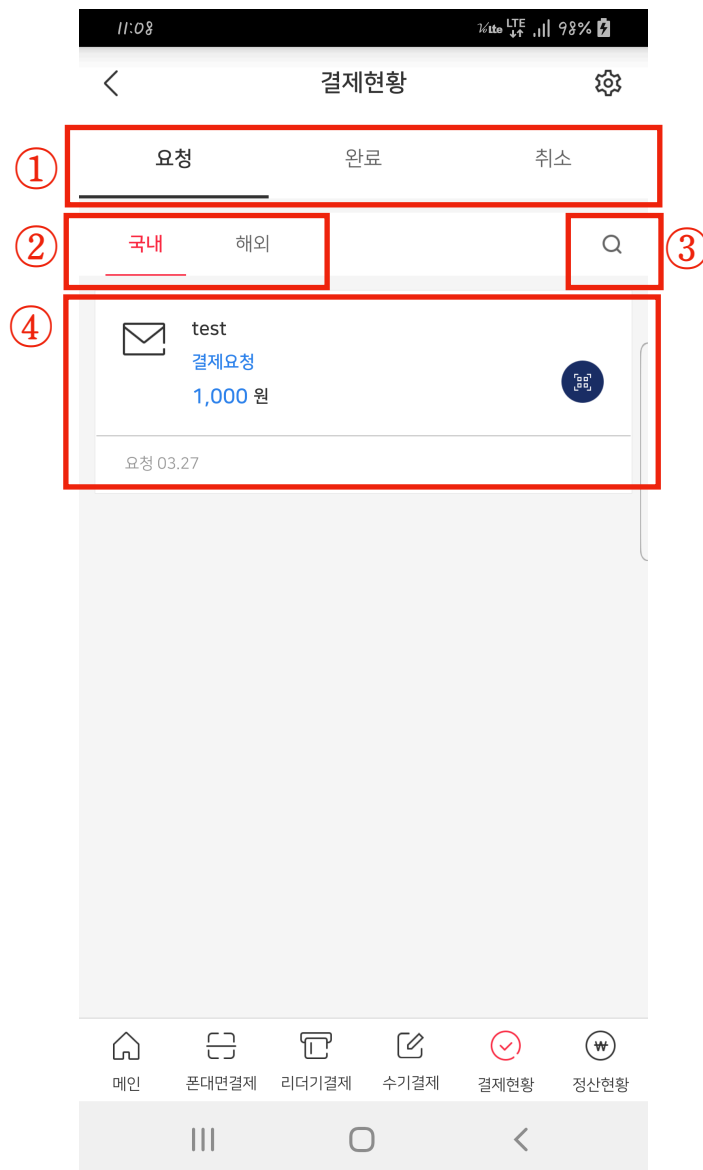 11:08 Vo lte LTE 98%
결제현황
① 요청 완료 취소
② 국내 해외 ③
④
test
결제요청
1,000 원
요청 03.27
메인 폰대면결제 리더기결제 수기결제 결제현황 정산현황